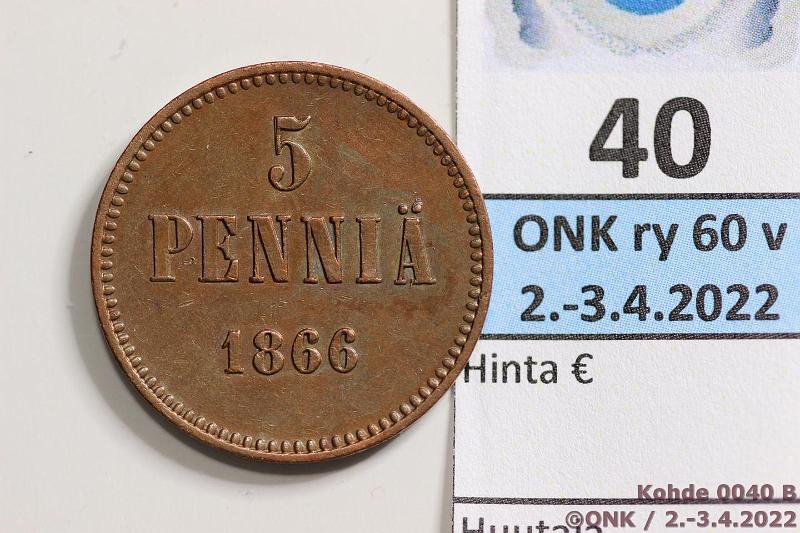 5
PENNIÄ
1866
40
ONK ry 60 v
2.-3.4.2022
Hinta €
Huutaja
Kohde 0040 B
©ONK / 2.-3.4.2022